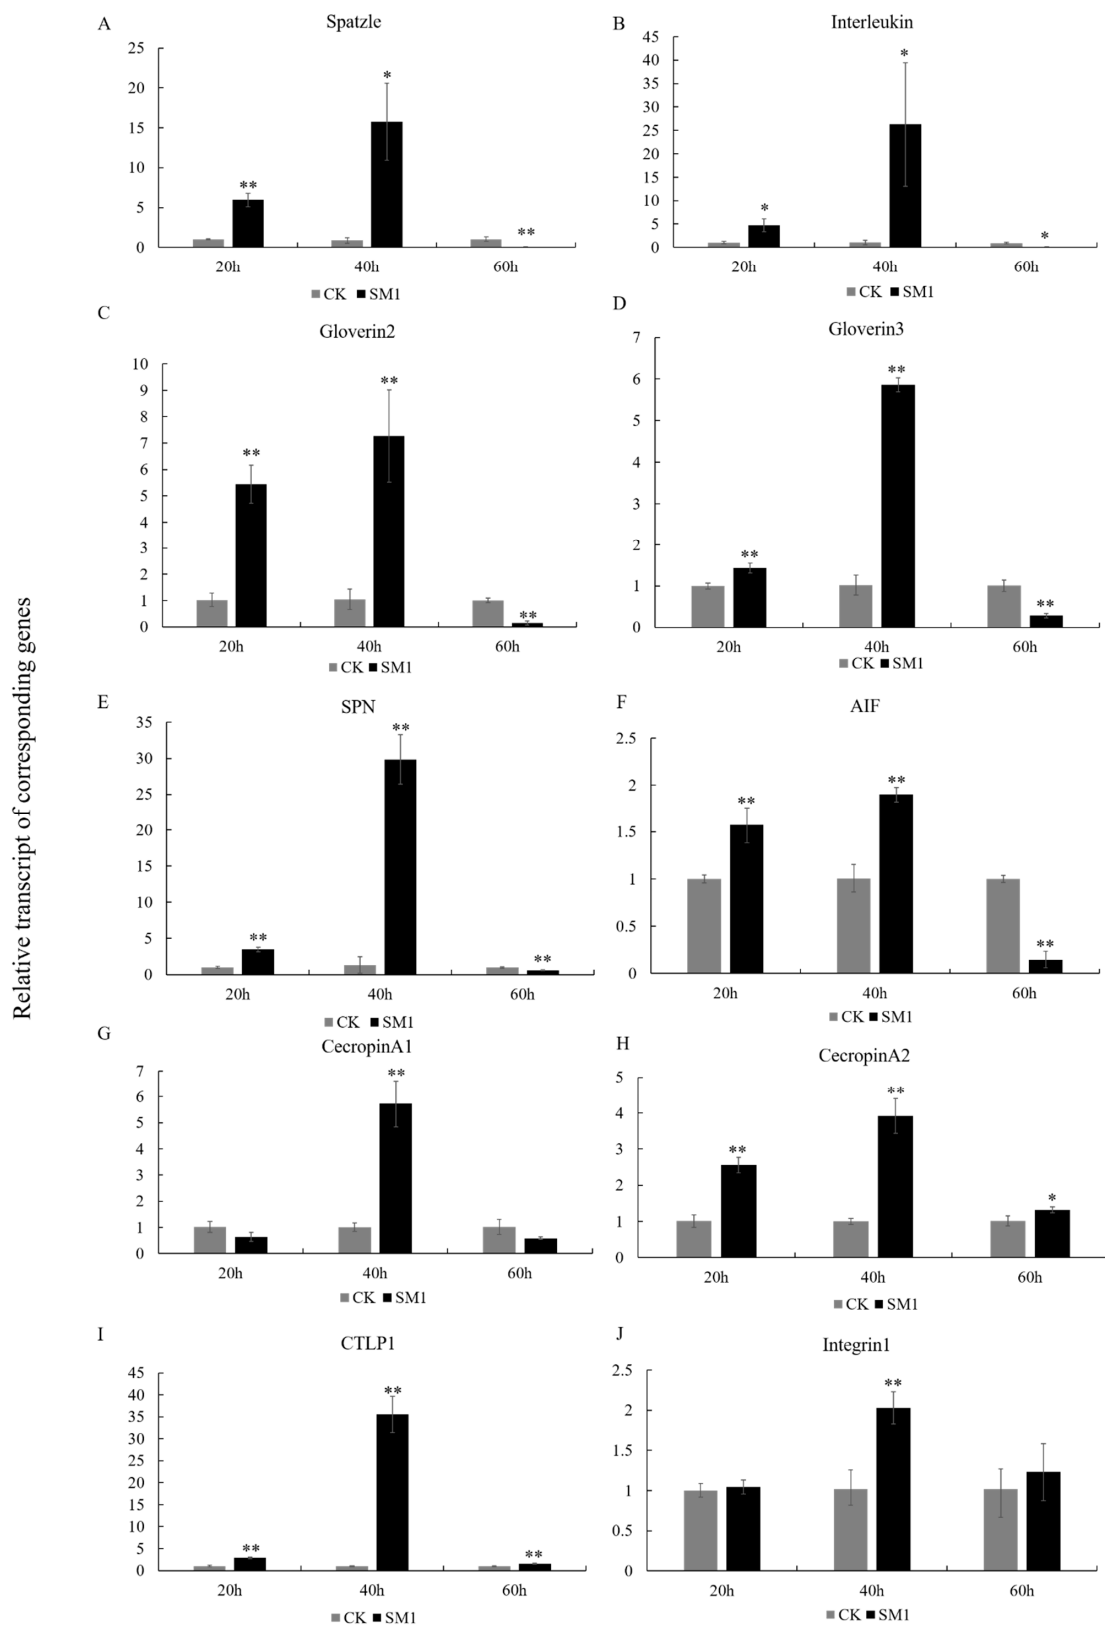 Relative transcript of corresponding genes
A
Spatzle
25
20
15
10
5
0
**
*
**
20h
40h
60h
CK SM1
B
Interleukin
45
40
35
30
25
20
15
10
5
0
*
*
*
20h
40h
60h
CK SM1
C
Gloverin2
10
9
8
7
6
5
4
3
2
1
0
**
**
**
20h
40h
60h
CK SM1
D
Gloverin3
7
6
5
4
3
2
1
0
**
**
**
20h
40h
60h
CK SM1
E
SPN
35
30
25
20
15
10
5
0
**
**
**
20h
40h
60h
CK SM1
F
AIF
2.5
2
1.5
1
0.5
0
**
**
**
20h
40h
60h
CK SM1
G
CecropinA1
7
6
5
4
3
2
1
0
**
20h
40h
60h
CK SM1
H
CecropinA2
5
4
3
2
1
0
**
**
*
20h
40h
60h
CK SM1
I
CTLP1
45
40
35
30
25
20
15
10
5
0
**
**
**
20h
40h
60h
CK SM1
J
Integrin1
2.5
2
1.5
1
0.5
0
**
20h
40h
60h
CK SM1